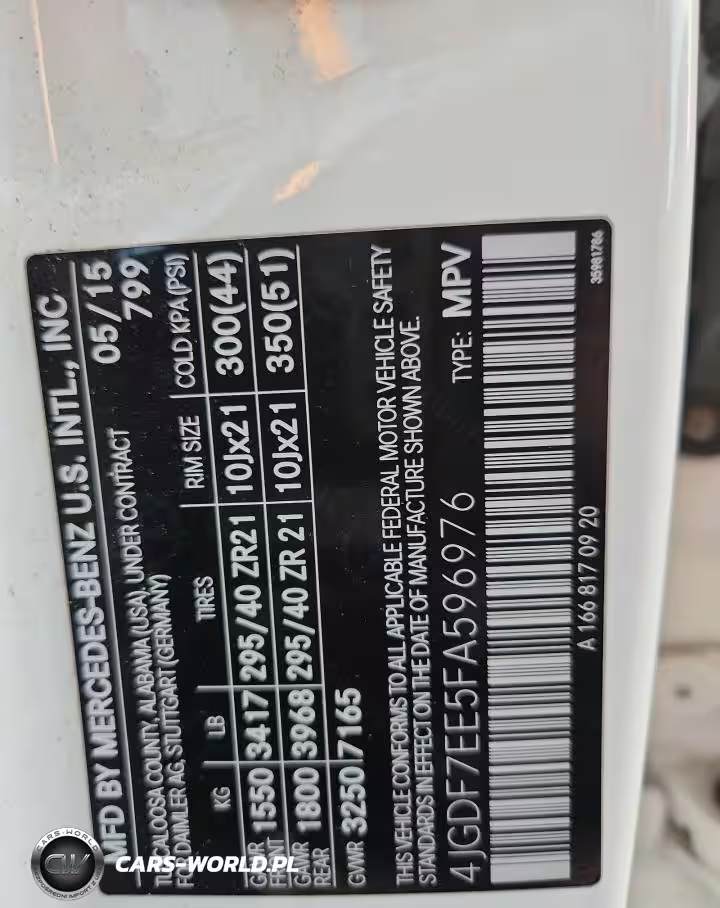 MFD BY MERCEDES-BENZ U.S. INTL., INC
TUSCALOOSA COUNTY, ALABAMA (USA), UNDER CONTRACT 05/15
FOR DAIMLER AG, STUTTGART (GERMANY) 799
KG LB TIRES RIM SIZE COLD KPA (PSI)
GAWR FRONT 1550 3417 295/40 ZR21 10Jx21 300(44)
GAWR REAR 1800 3968 295/40 ZR 21 10Jx21 350(51)
GVWR 3250 7165
THIS VEHICLE CONFORMS TO ALL APPLICABLE FEDERAL MOTOR VEHICLE SAFETY
STANDARDS IN EFFECT ON THE DATE OF MANUFACTURE SHOWN ABOVE.
4JGDF7EE5FA596976 TYPE: MPV
A 166 817 09 20 35981786
CARS-WORLD
CW
CARS-WORLD.PL